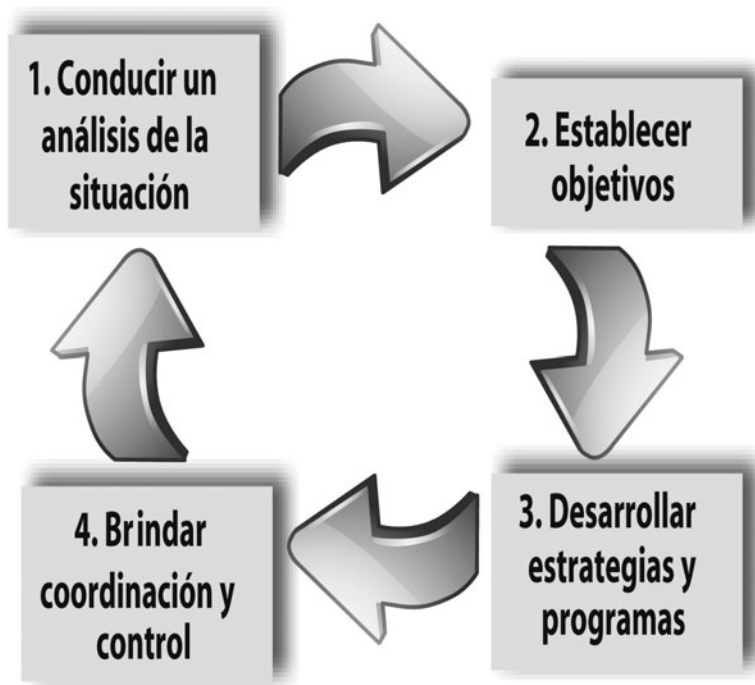 1. Conducir un
análisis de la
situación
2. Establecer
objetivos
3. Desarrollar
estrategias y
programas
4. Brindar
coordinación y
control